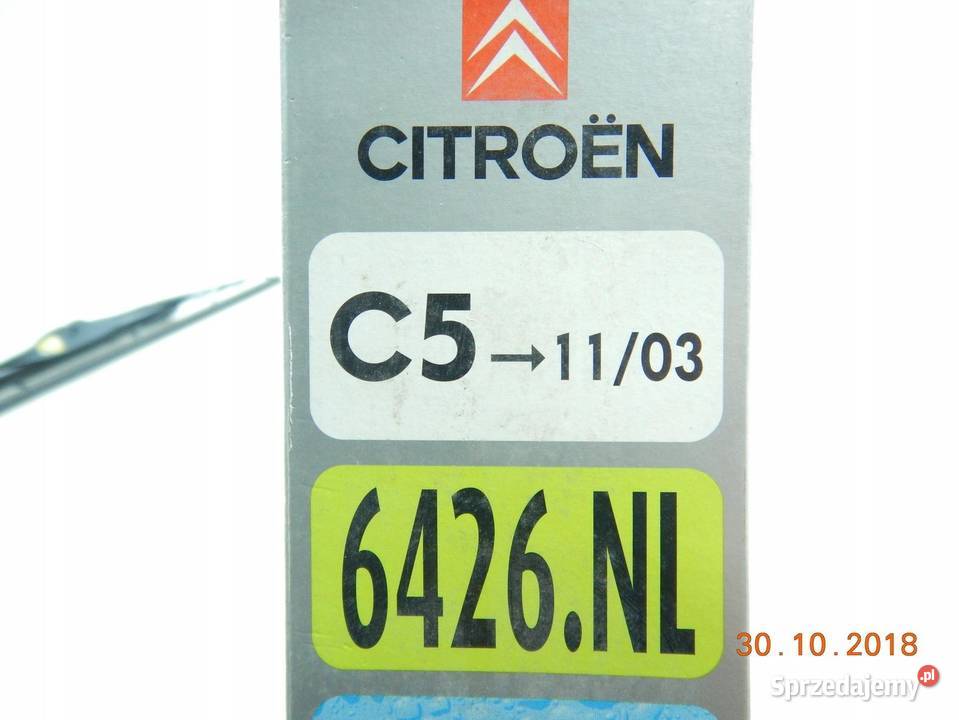 CITROËN
C5→11/03
6426.NL
30.10.2018
Sprzedajemy.pl